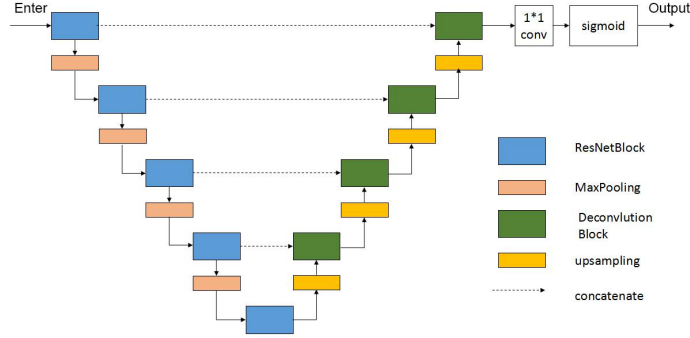 Enter
Output
1*1
conv
sigmoid
ResNetBlock
MaxPooling
Deconvlution
Block
upsampling
concatenate